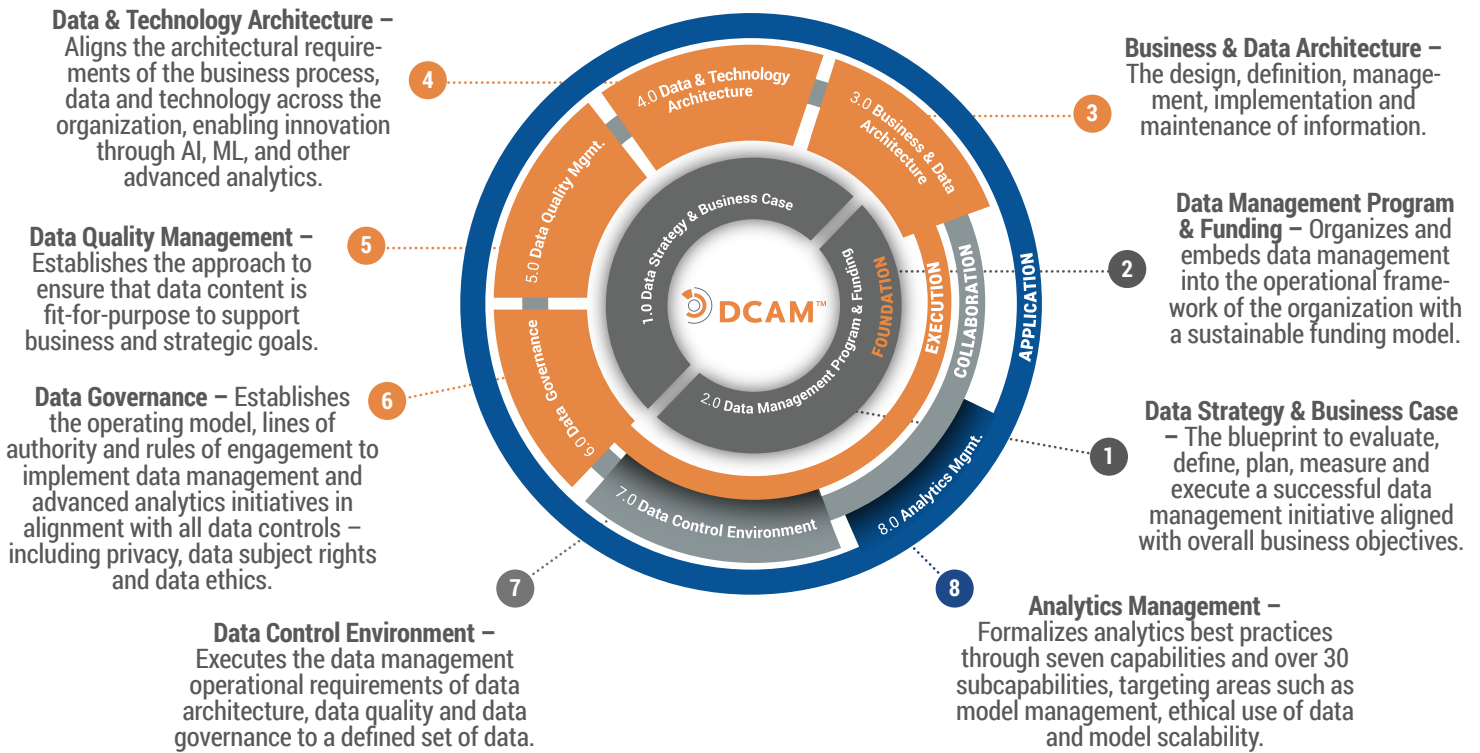 Data & Technology Architecture –
Aligns the architectural require-
ments of the business process,
data and technology across the
organization, enabling innovation
through AI, ML, and other
advanced analytics.
4
Data Quality Management –
Establishes the approach to
ensure that data content is
fit-for-purpose to support
business and strategic goals.
5
Data Governance – Establishes
the operating model, lines of
authority and rules of engagement to
implement data management and
advanced analytics initiatives in
alignment with all data controls –
including privacy, data subject rights
and data ethics.
6
7
Data Control Environment –
Executes the data management
operational requirements of data
architecture, data quality and data
governance to a defined set of data.
4.0 Data & Technology
Architecture
3.0 Business & Data
Architecture
5.0 Data Quality Mgmt.
6.0 Data Governance
7.0 Data Control Environment
8.0 Analytics Mgmt.
1.0 Data Strategy & Business Case
2.0 Data Management Program & Funding
FOUNDATION
EXECUTION
COLLABORATION
APPLICATION
DCAM™
3
Business & Data Architecture –
The design, definition, manage-
ment, implementation and
maintenance of information.
2
Data Management Program
& Funding – Organizes and
embeds data management
into the operational frame-
work of the organization with
a sustainable funding model.
1
Data Strategy & Business Case
– The blueprint to evaluate,
define, plan, measure and
execute a successful data
management initiative aligned
with overall business objectives.
8
Analytics Management –
Formalizes analytics best practices
through seven capabilities and over 30
subcapabilities, targeting areas such as
model management, ethical use of data
and model scalability.